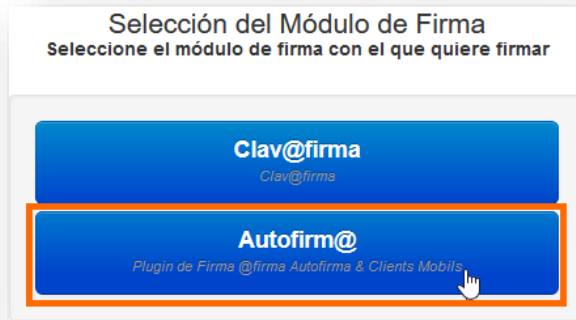 Selección del Módulo de Firma
Seleccione el módulo de firma con el que quiere firmar
Clav@firma
Clav@firma
Autofirm@
Plugin de Firma @firma Autofirma & Clients Mobils